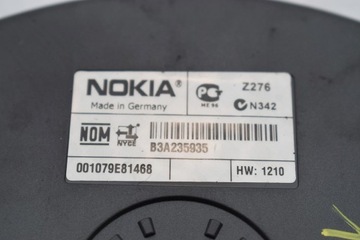 NOKIA®
Made in Germany
ME 96
Z276
N342
NOM
NYCE
B3A235935
001079E81468
HW: 1210